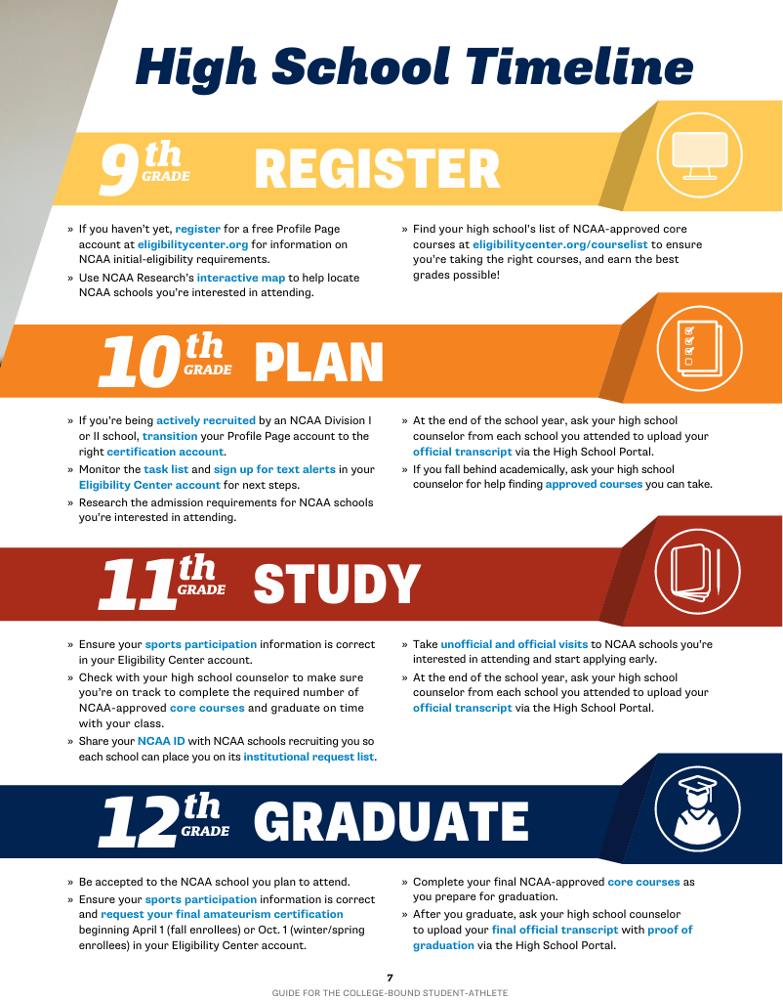 High School Timeline
9th GRADE REGISTER
» If you haven't yet, register for a free Profile Page
account at eligibilitycenter.org for information on
NCAA initial-eligibility requirements.
» Use NCAA Research's interactive map to help locate
NCAA schools you're interested in attending.
» Find your high school's list of NCAA-approved core
courses at eligibilitycenter.org/courselist to ensure
you're taking the right courses, and earn the best
grades possible!
10th GRADE PLAN
» If you're being actively recruited by an NCAA Division I
or II school, transition your Profile Page account to the
right certification account.
» Monitor the task list and sign up for text alerts in your
Eligibility Center account for next steps.
» Research the admission requirements for NCAA schools
you're interested in attending.
» At the end of the school year, ask your high school
counselor from each school you attended to upload your
official transcript via the High School Portal.
» If you fall behind academically, ask your high school
counselor for help finding approved courses you can take.
11th GRADE STUDY
» Ensure your sports participation information is correct
in your Eligibility Center account.
» Check with your high school counselor to make sure
you're on track to complete the required number of
NCAA-approved core courses and graduate on time
with your class.
» Share your NCAA ID with NCAA schools recruiting you so
each school can place you on its institutional request list.
» Take unofficial and official visits to NCAA schools you're
interested in attending and start applying early.
» At the end of the school year, ask your high school
counselor from each school you attended to upload your
official transcript via the High School Portal.
12th GRADE GRADUATE
» Be accepted to the NCAA school you plan to attend.
» Ensure your sports participation information is correct
and request your final amateurism certification
beginning April 1 (fall enrollees) or Oct. 1 (winter/spring
enrollees) in your Eligibility Center account.
» Complete your final NCAA-approved core courses as
you prepare for graduation.
» After you graduate, ask your high school counselor
to upload your final official transcript with proof of
graduation via the High School Portal.
7
GUIDE FOR THE COLLEGE-BOUND STUDENT-ATHLETE